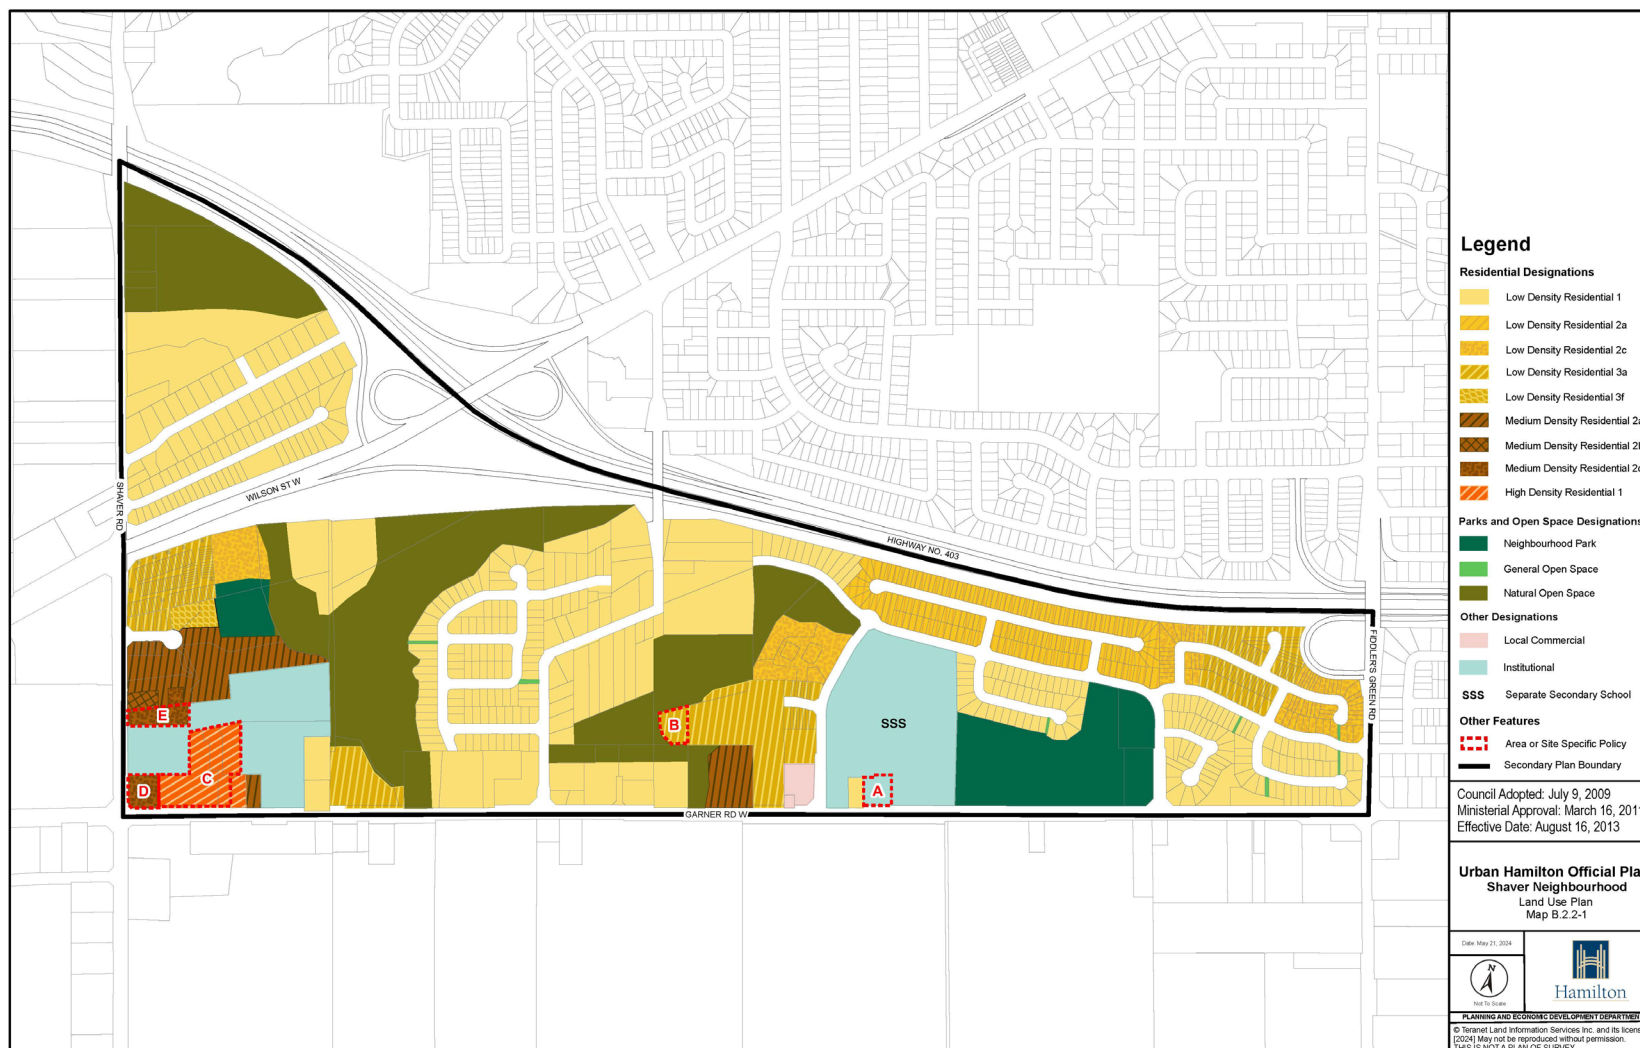 SHAVER RD
WILSON ST W
HIGHWAY NO. 403
FIDDLER'S GREEN RD
GARNER RD W
SSS
A
B
C
D
E
Legend
Residential Designations
Low Density Residential 1
Low Density Residential 2a
Low Density Residential 2c
Low Density Residential 3a
Low Density Residential 3f
Medium Density Residential 2a
Medium Density Residential
Medium Density Residential
High Density Residential 1
Parks and Open Space Designations
Neighbourhood Park
General Open Space
Natural Open Space
Other Designations
Local Commercial
Institutional
SSS Separate Secondary School
Other Features
Area or Site Specific Policy
Secondary Plan Boundary
Council Adopted: July 9, 2009
Ministerial Approval: March 16, 2011
Effective Date: August 16, 2013
Urban Hamilton Official Pla
Shaver Neighbourhood
Land Use Plan
Map B.2.2-1
Date: May 21, 2024
N
Not To Scale
Hamilton
PLANNING AND ECONOMIC DEVELOPMENT DEPARTMEN
© Teranet Land Information Services Inc. and its licens
[2024] May not be reproduced without permission.
THIS IS NOT A PLAN OF SURVEY